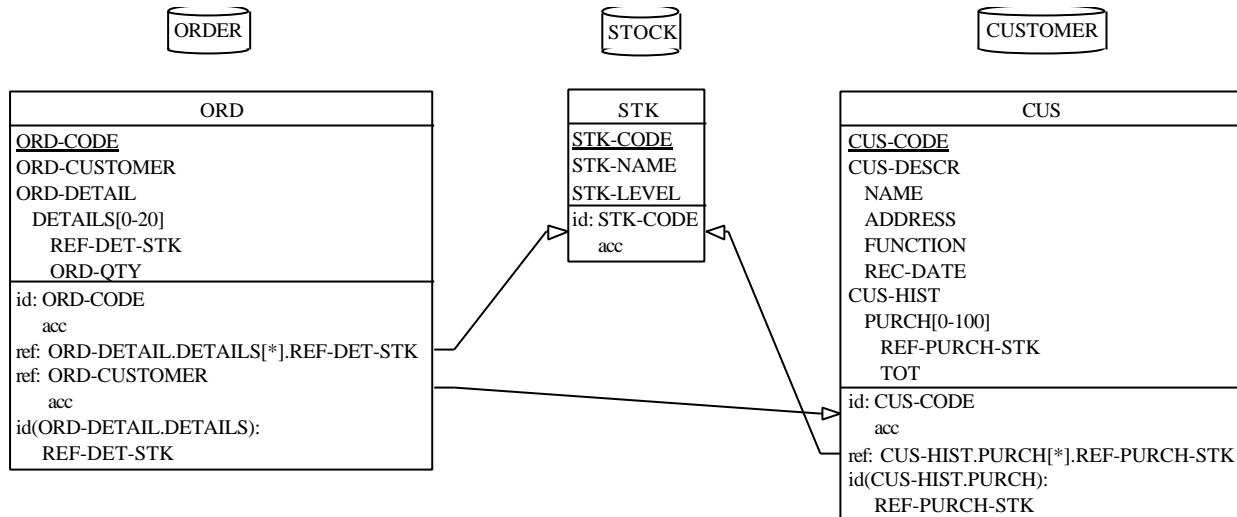 ORDER
STOCK
CUSTOMER
ORD
ORD-CODE
ORD-CUSTOMER
ORD-DETAIL
DETAILS[0-20]
REF-DET-STK
ORD-QTY
id: ORD-CODE
acc
ref: ORD-DETAIL.DETAILS[*].REF-DET-STK
ref: ORD-CUSTOMER
acc
id(ORD-DETAIL.DETAILS):
REF-DET-STK
STK
STK-CODE
STK-NAME
STK-LEVEL
id: STK-CODE
acc
CUS
CUS-CODE
CUS-DESCR
NAME
ADDRESS
FUNCTION
REC-DATE
CUS-HIST
PURCH[0-100]
REF-PURCH-STK
TOT
id: CUS-CODE
acc
ref: CUS-HIST.PURCH[*].REF-PURCH-STK
id(CUS-HIST.PURCH):
REF-PURCH-STK